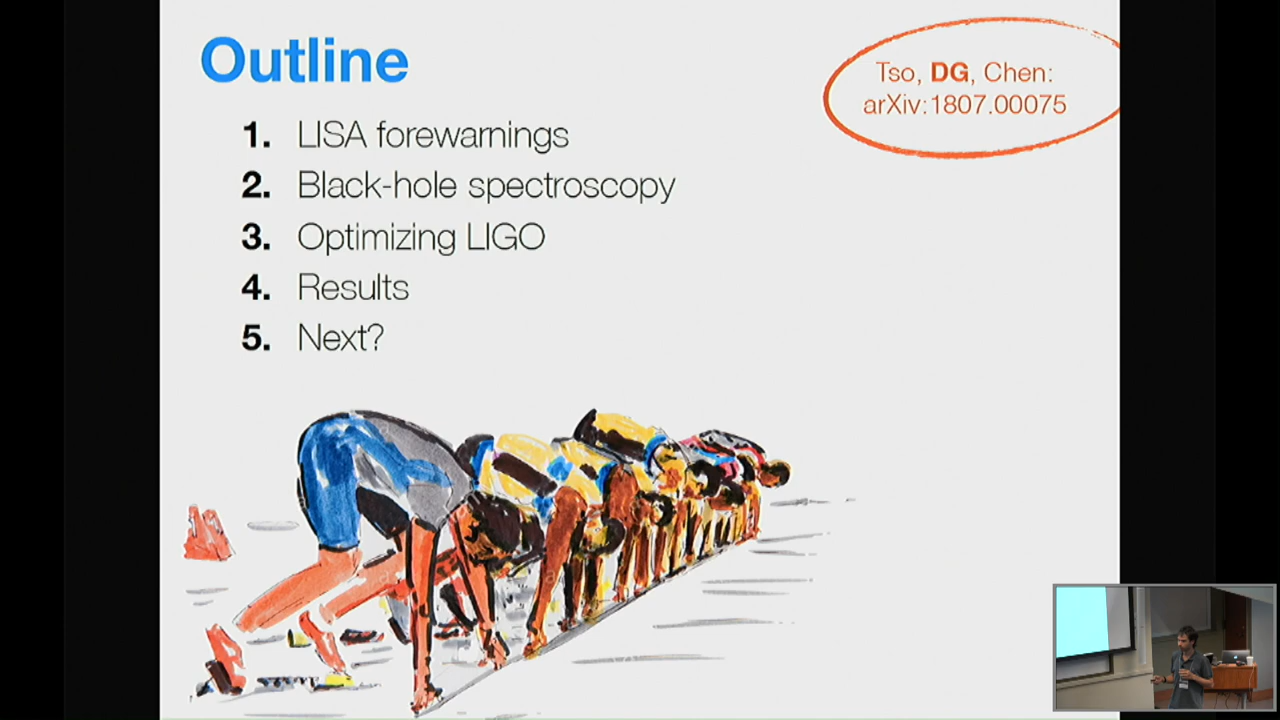 Outline
Tso, DG, Chen:
arXiv:1807.00075
1. LISA forewarnings
2. Black-hole spectroscopy
3. Optimizing LIGO
4. Results
5. Next?